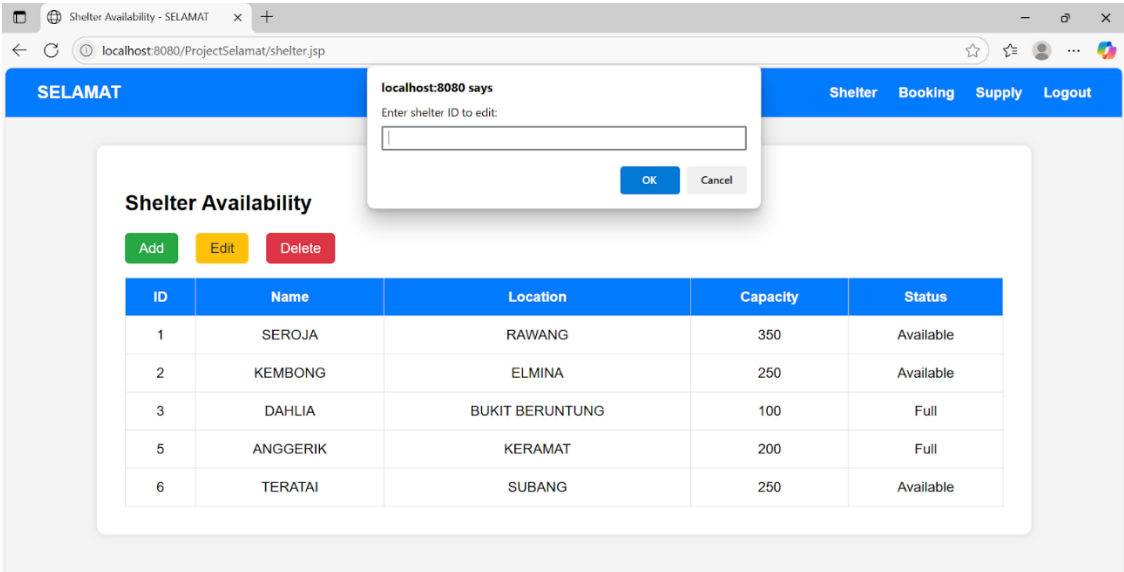 Shelter Availability - SELAMAT
localhost:8080/ProjectSelamat/shelter.jsp
SELAMAT
Shelter Booking Supply Logout
localhost:8080 says
Enter shelter ID to edit:
OK Cancel
Shelter Availability
Add Edit Delete
ID Name Location Capacity Status
1 SEROJA RAWANG 350 Available
2 KEMBONG ELMINA 250 Available
3 DAHLIA BUKIT BERUNTUNG 100 Full
5 ANGGERIK KERAMAT 200 Full
6 TERATAI SUBANG 250 Available